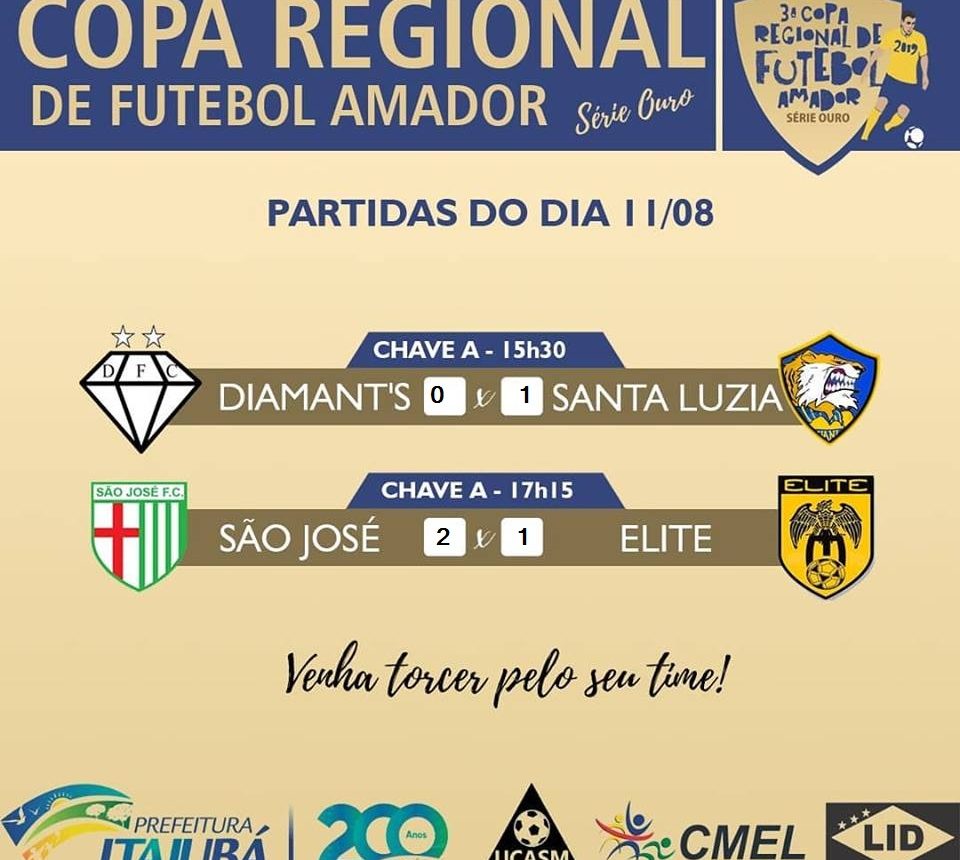 COPA REGIONAL
DE FUTEBOL AMADOR Série Ouro
3ª COPA
REGIONAL DE
FUTEBOL
2019
AMADOR
SÉRIE OURO
PARTIDAS DO DIA 11/08
CHAVE A - 15h30
D F C
DIAMANT'S 0 x 1 SANTA LUZIA
CHAVE A - 17h15
SÃO JOSÉ F.C.
SÃO JOSÉ 2 x 1 ELITE
ELITE
Venha torcer pelo seu time!
PREFEITURA
ITAJUBÁ
200 Anos
LICASM
CMEL
LID